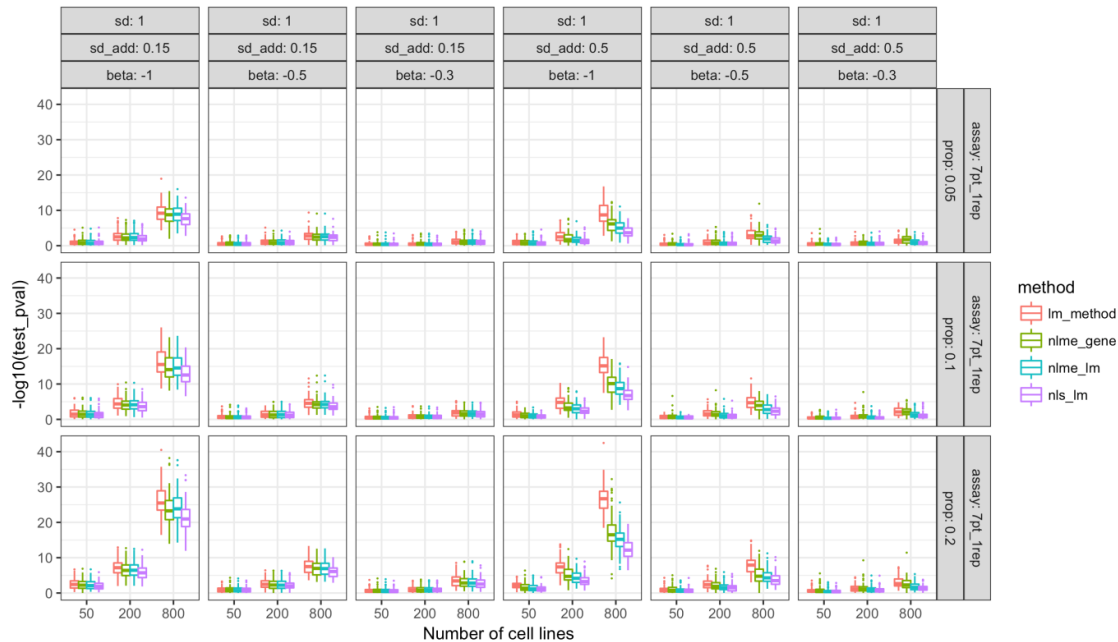 sd: 1 sd: 1 sd: 1 sd: 1 sd: 1 sd: 1
sd_add: 0.15 sd_add: 0.15 sd_add: 0.15 sd_add: 0.5 sd_add: 0.5 sd_add: 0.5
beta: -1 beta: -0.5 beta: -0.3 beta: -1 beta: -0.5 beta: -0.3
40
30
20
10
0
prop: 0.05
assay: 7pt_1rep
40
30
20
10
0
prop: 0.1
assay: 7pt_1rep
40
30
20
10
0
prop: 0.2
assay: 7pt_1rep
-log10(test_pval)
50 200 800 50 200 800 50 200 800 50 200 800 50 200 800 50 200 800
Number of cell lines
method
lm_method
nlme_gene
nlme_lm
nls_lm